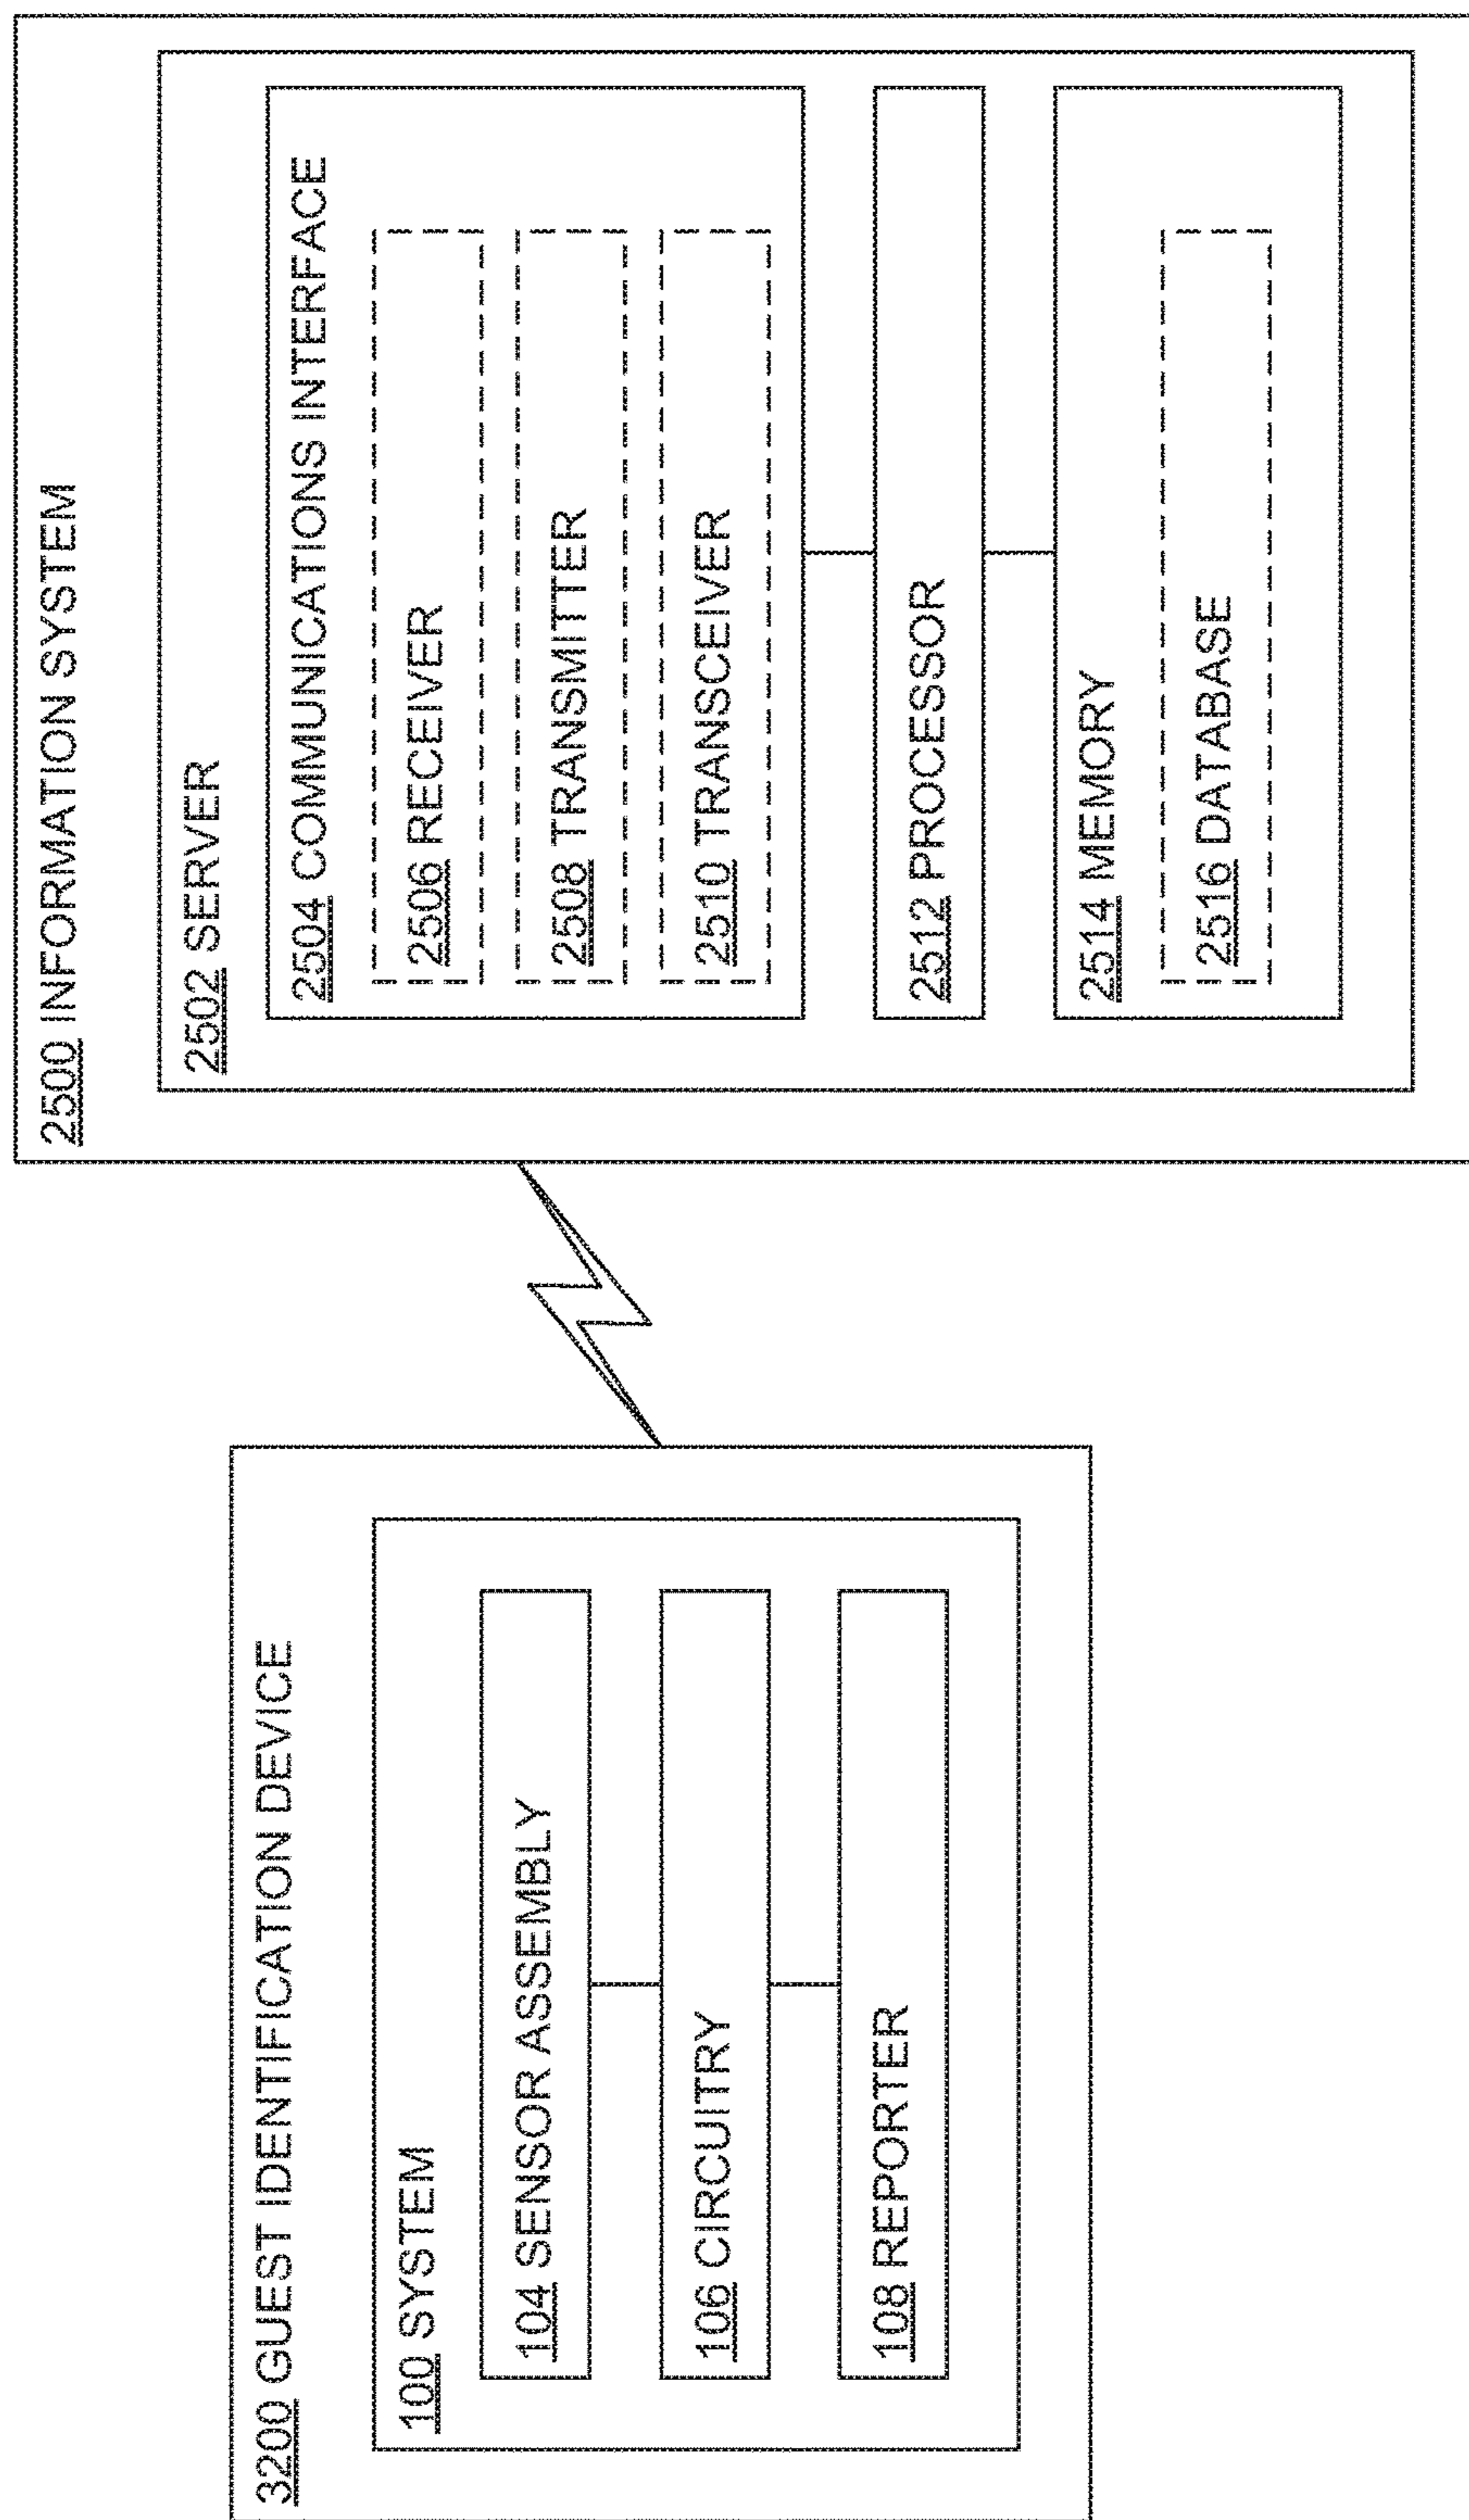 3200 GUEST IDENTIFICATION DEVICE
100 SYSTEM
104 SENSOR ASSEMBLY
106 CIRCUITRY
108 REPORTER
2500 INFORMATION SYSTEM
2502 SERVER
2504 COMMUNICATIONS INTERFACE
2506 RECEIVER
2508 TRANSMITTER
2510 TRANSCEIVER
2512 PROCESSOR
2514 MEMORY
2516 DATABASE